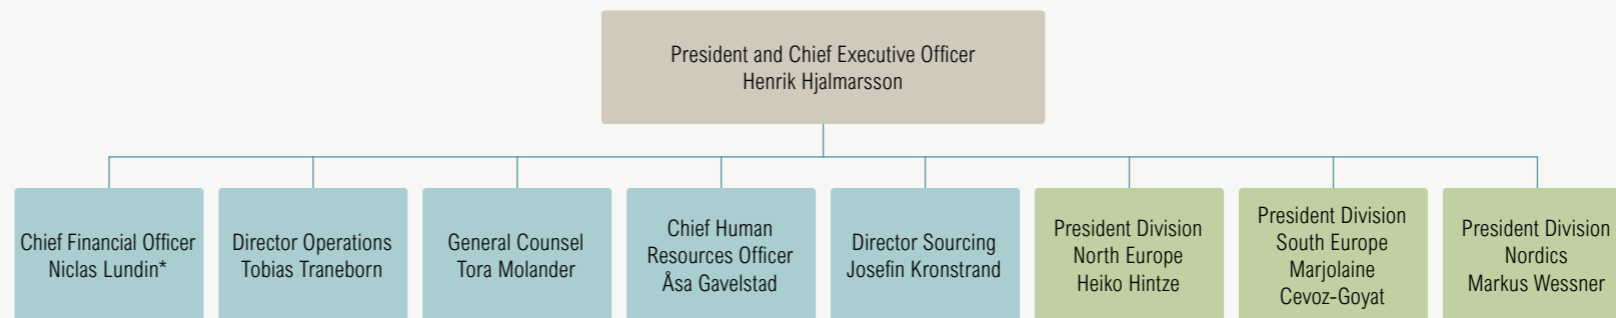 President and Chief Executive Officer
Henrik Hjalmarsson
Chief Financial Officer
Niclas Lundin*
Director Operations
Tobias Traneborn
General Counsel
Tora Molander
Chief Human
Resources Officer
Åsa Gavelstad
Director Sourcing
Josefin Kronstrand
President Division
North Europe
Heiko Hintze
President Division
South Europe
Marjolaine
Cevoz-Goyat
President Division
Nordics
Markus Wessner